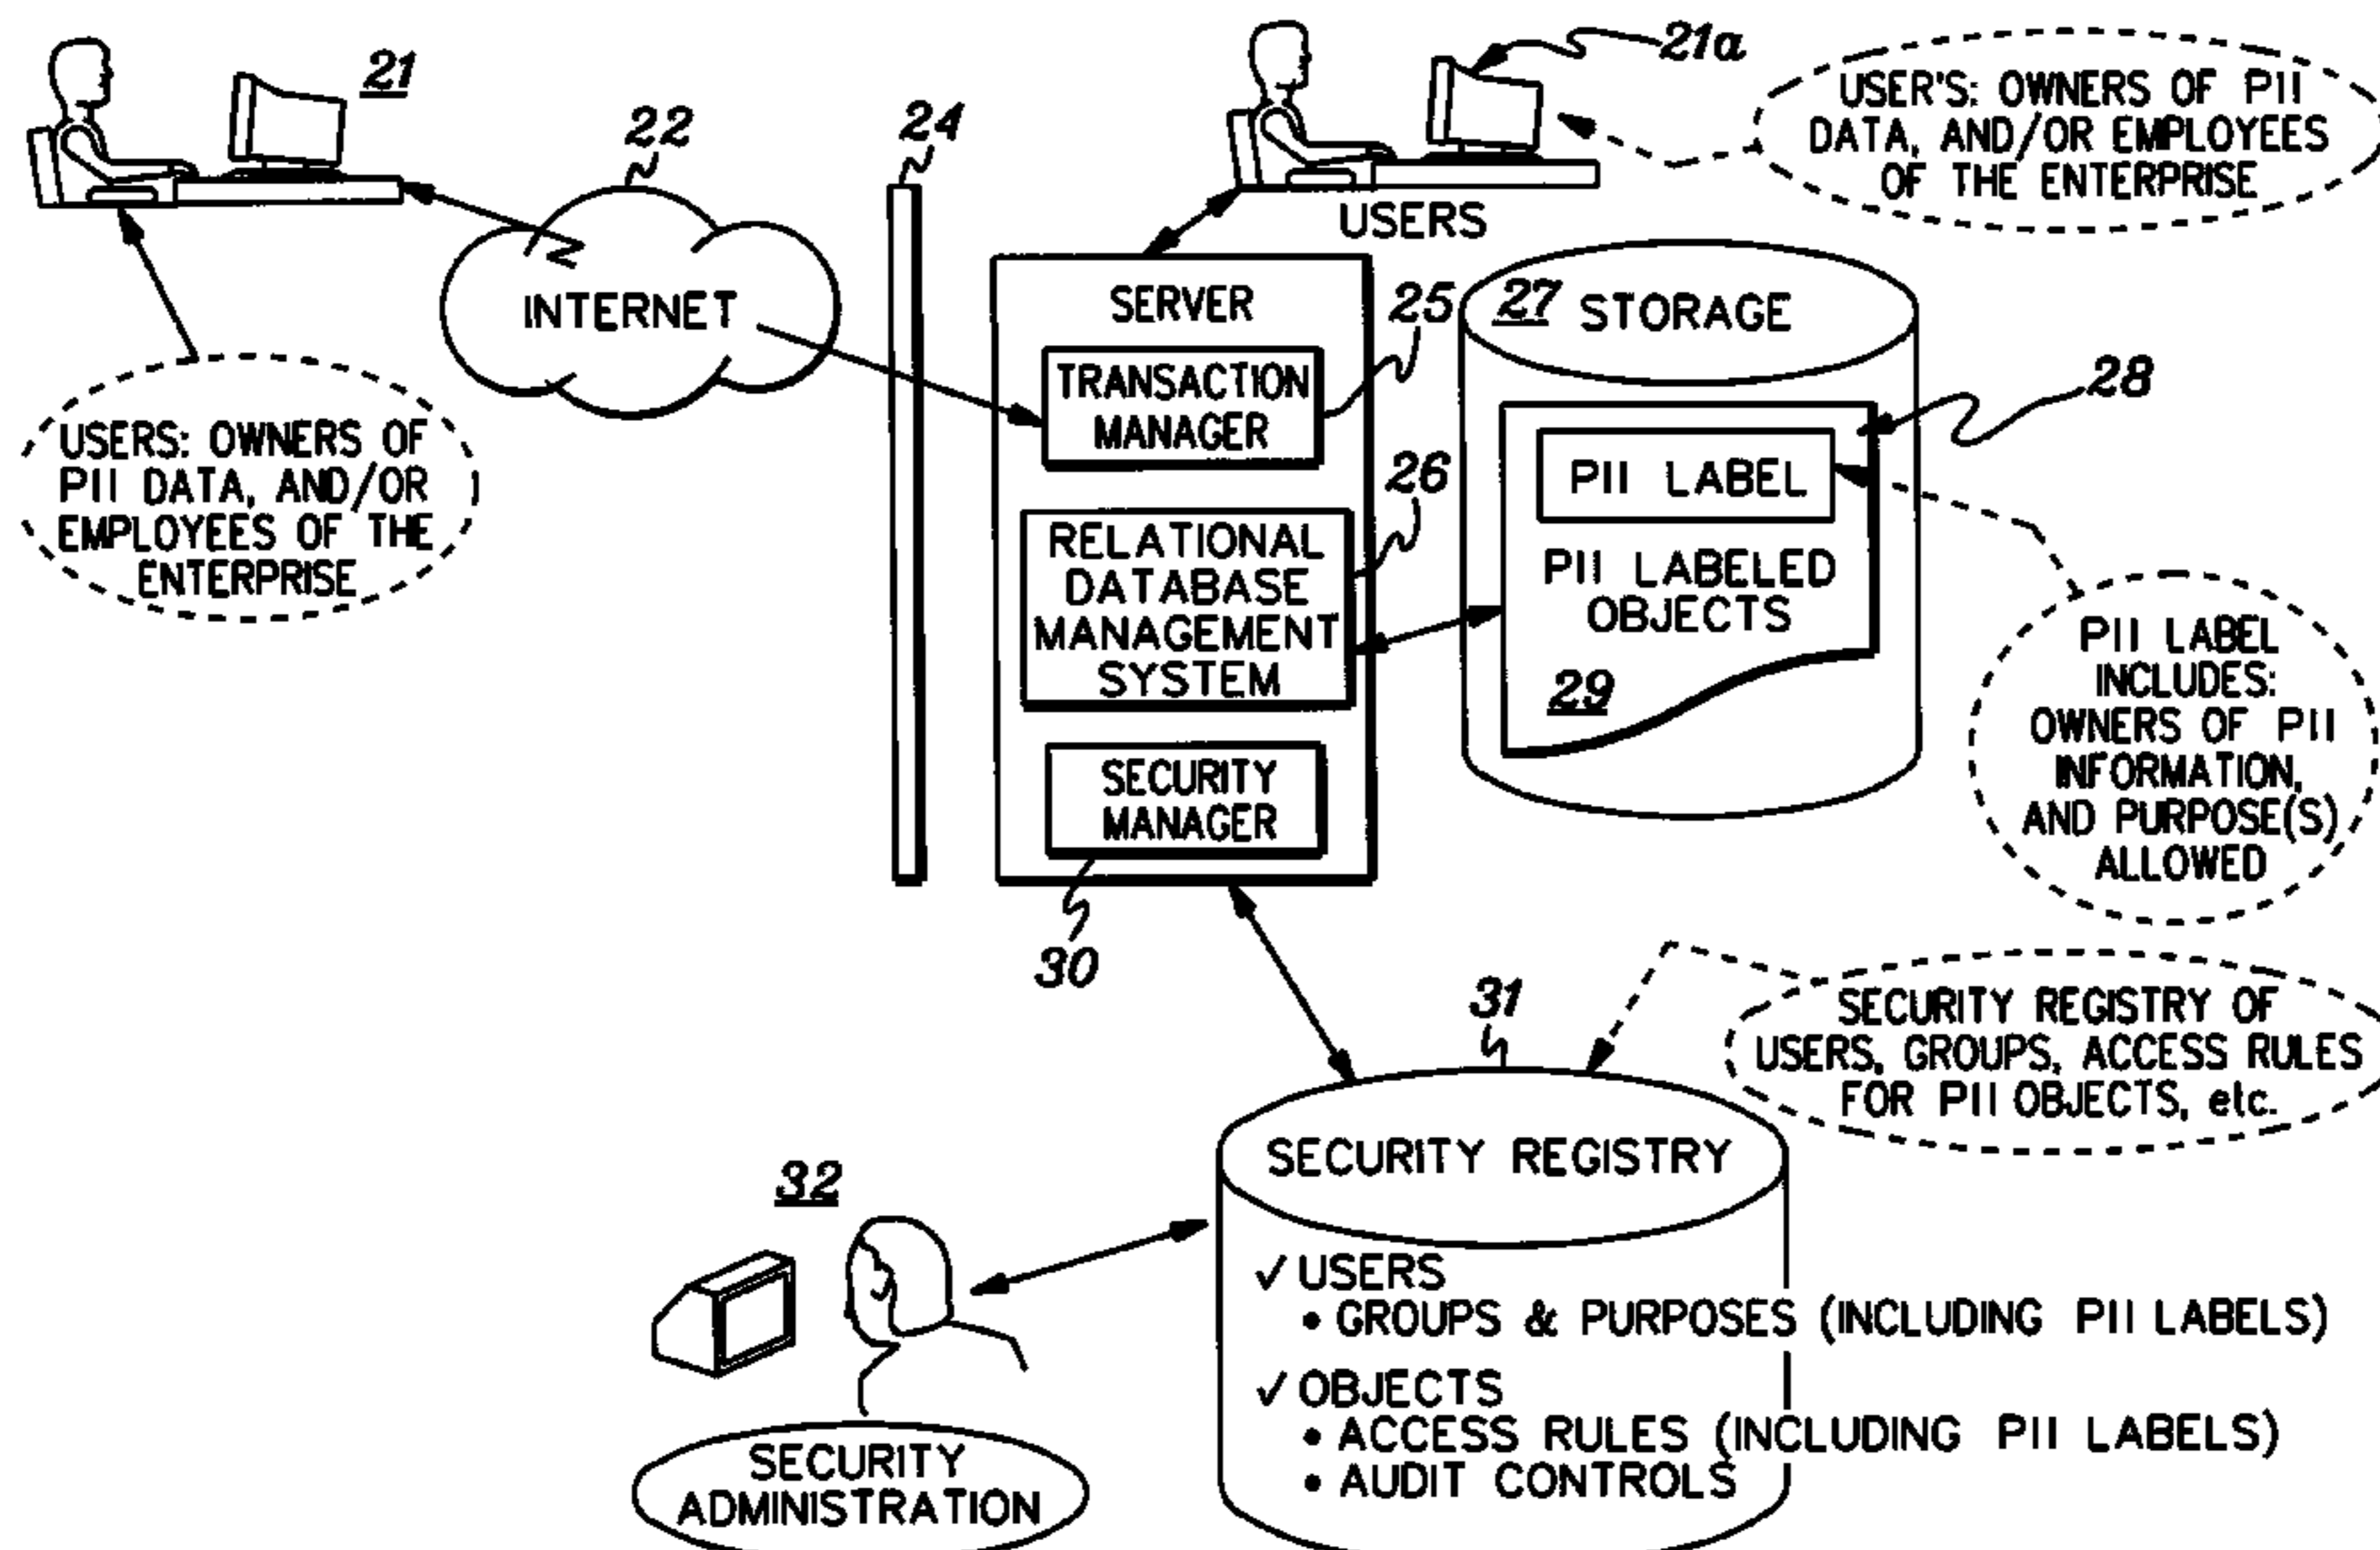 21
22
24
21a
USER'S: OWNERS OF PII
DATA, AND/OR EMPLOYEES
OF THE ENTERPRISE
USERS
INTERNET
SERVER
25
27 STORAGE
TRANSACTION
MANAGER
28
USERS: OWNERS OF
PII DATA, AND/OR
EMPLOYEES OF THE
ENTERPRISE
26
PII LABEL
RELATIONAL
DATABASE
MANAGEMENT
SYSTEM
PII LABELED
OBJECTS
29
PII LABEL
INCLUDES:
OWNERS OF PII
INFORMATION,
AND PURPOSE(S)
ALLOWED
SECURITY
MANAGER
30
31
SECURITY REGISTRY OF
USERS, GROUPS, ACCESS RULES
FOR PII OBJECTS, etc.
SECURITY REGISTRY
32
✓ USERS
• GROUPS & PURPOSES (INCLUDING PII LABELS)
✓ OBJECTS
• ACCESS RULES (INCLUDING PII LABELS)
• AUDIT CONTROLS
SECURITY
ADMINISTRATION